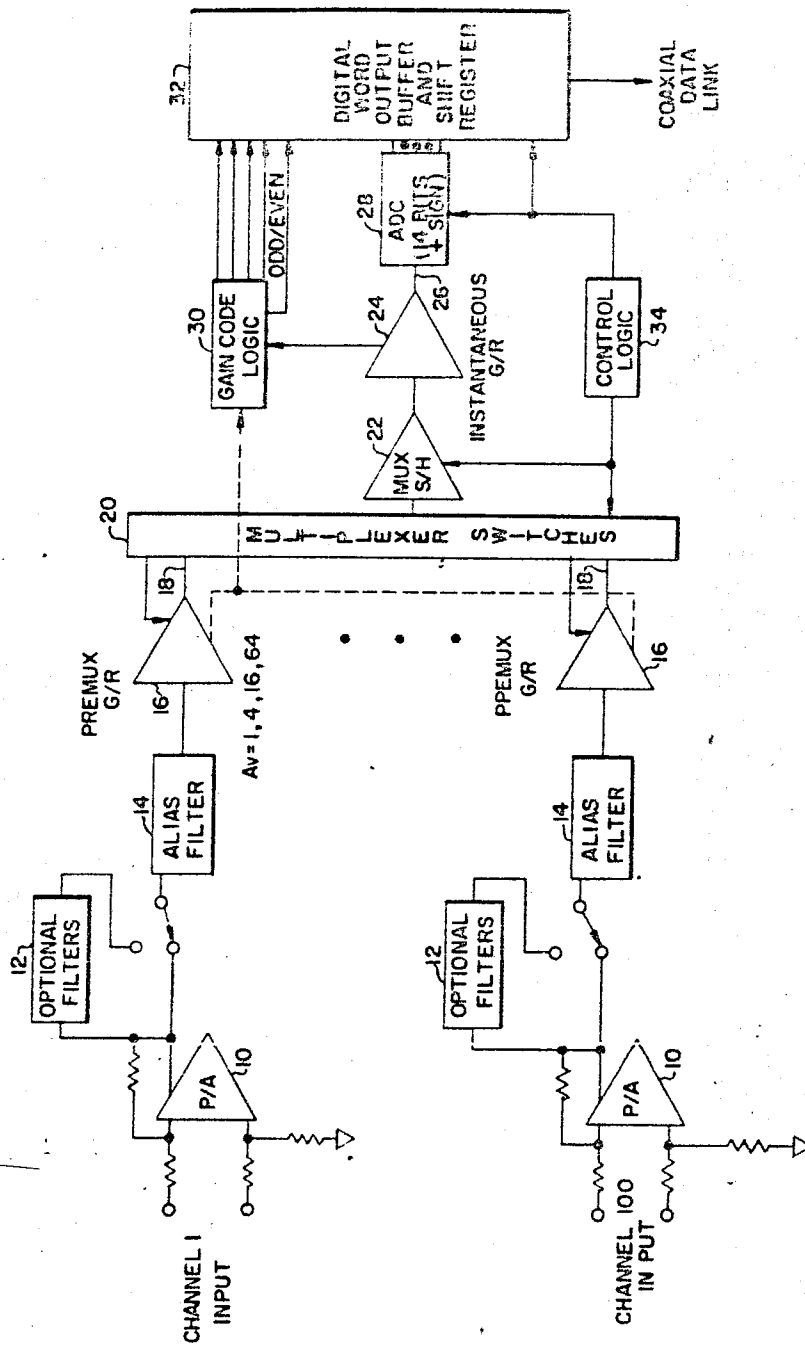 CHANNEL 1
INPUT
P/A
10
OPTIONAL
FILTERS
12
ALIAS
FILTER
14
PREMUX
G/R
16
Av = 1, 4, 16, 64
18
20
MULTIPLEXER SWITCHES
MUX
S/H
22
INSTANTANEOUS
G/R
24
26
ADC
(14 BITS
+ SIGN)
28
GAIN CODE
LOGIC
30
ODD/EVEN
DIGITAL
WORD
OUTPUT
BUFFER
AND
SHIFT
REGISTER
32
COAXIAL
DATA
LINK
CONTROL
LOGIC
34
CHANNEL 100
IN PUT
P/A
10
OPTIONAL
FILTERS
12
ALIAS
FILTER
14
PPEMUX
G/R
16
18